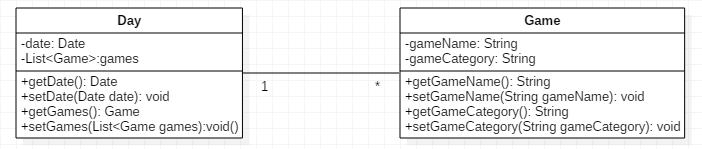 Day
-date: Date
-List<Game>:games
+getDate(): Date
+setDate(Date date): void
+getGames(): Game
+setGames(List<Game games):void()
1
*
Game
-gameName: String
-gameCategory: String
+getGameName(): String
+setGameName(String gameName): void
+getGameCategory(): String
+setGameCategory(String gameCategory): void